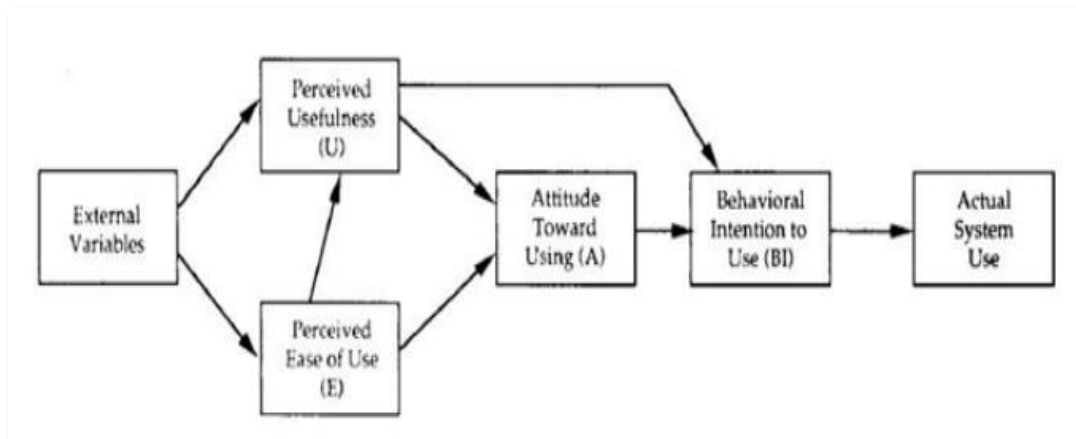 Perceived
Usefulness
(U)
External
Variables
Attitude
Toward
Using (A)
Behavioral
Intention to
Use (BI)
Actual
System
Use
Perceived
Ease of Use
(E)